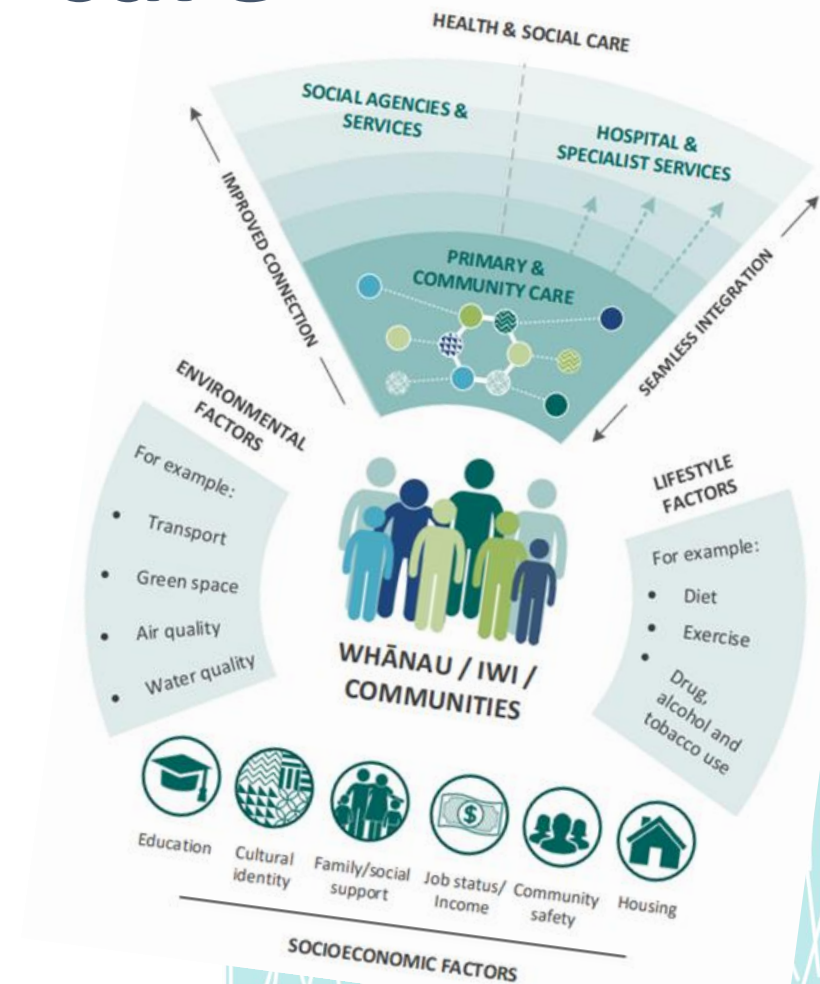 HEALTH & SOCIAL CARE
SOCIAL AGENCIES &
SERVICES
HOSPITAL &
SPECIALIST SERVICES
IMPROVED CONNECTION
PRIMARY &
COMMUNITY CARE
SEAMLESS INTEGRATION
ENVIRONMENTAL
FACTORS
For example:
• Transport
• Green space
• Air quality
• Water quality
LIFESTYLE
FACTORS
For example:
• Diet
• Exercise
• Drug,
alcohol and
tobacco use
WHĀNAU / IWI /
COMMUNITIES
$
Education
Cultural
identity
Family/social
support
Job status/
Income
Community
safety
Housing
SOCIOECONOMIC FACTORS